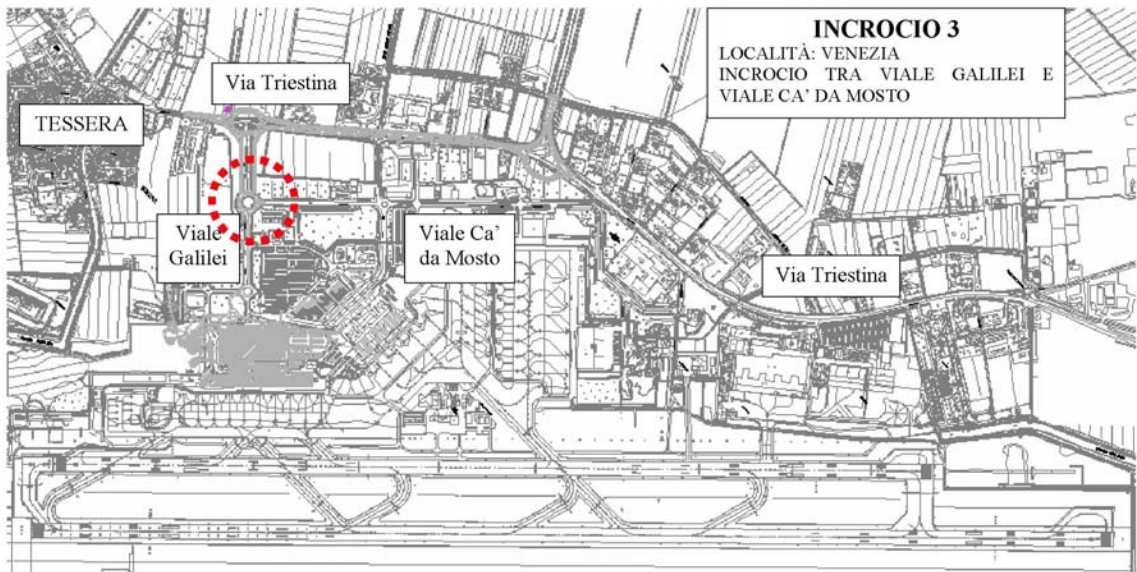 INCROCIO 3
LOCALITÀ: VENEZIA
INCROCIO TRA VIALE GALILEI E
VIALE CA' DA MOSTO
Via Triestina
TESSERA
Viale
Galilei
Viale Ca'
da Mosto
Via Triestina